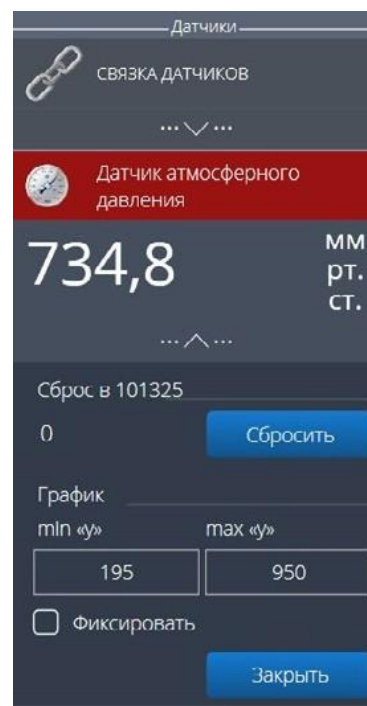 Датчики
СВЯЗКА ДАТЧИКОВ
Датчик атмосферного
давления
734,8
мм
рт.
ст.
Сброс в 101325
0
Сбросить
График
min «y»
max «y»
195
950
Фиксировать
Закрыть